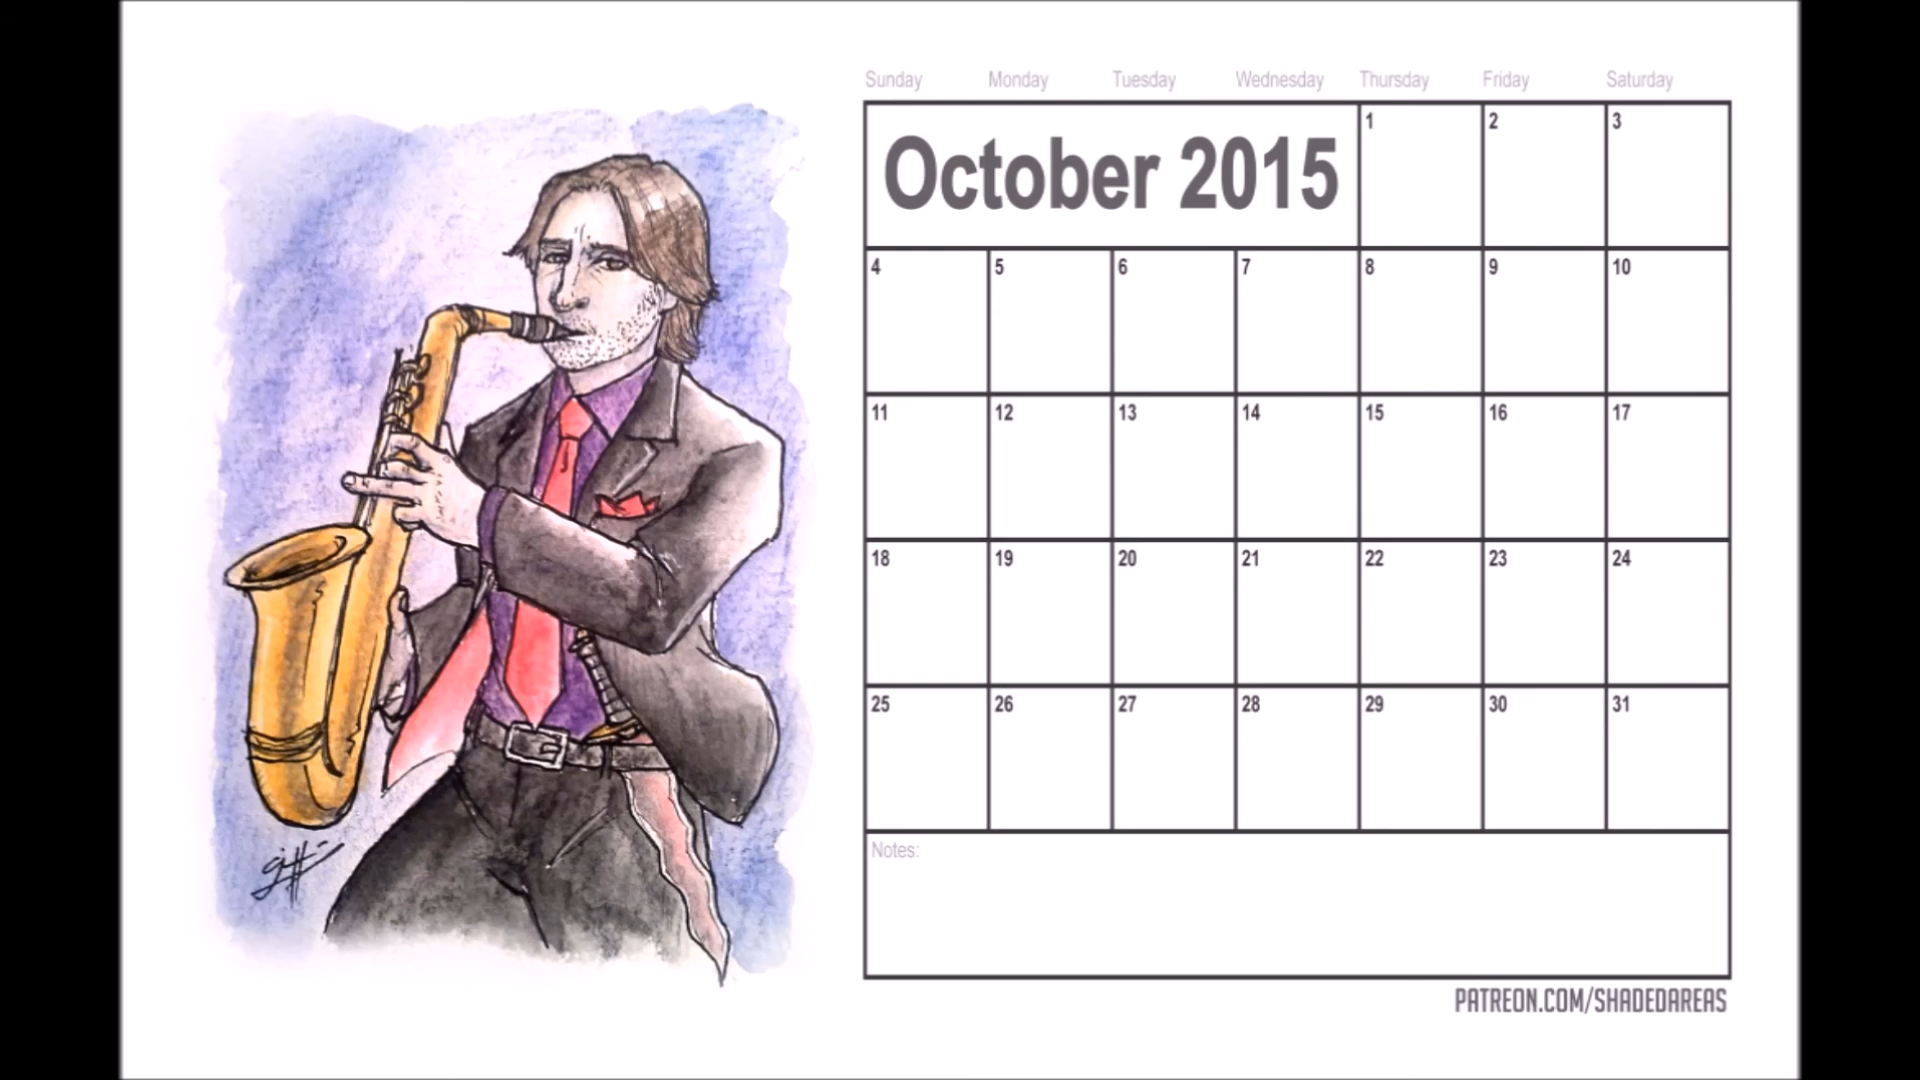 Sunday Monday Tuesday Wednesday Thursday Friday Saturday
October 2015 1 2 3
4 5 6 7 8 9 10
11 12 13 14 15 16 17
18 19 20 21 22 23 24
25 26 27 28 29 30 31
Notes:
PATREON.COM/SHADEDAREAS